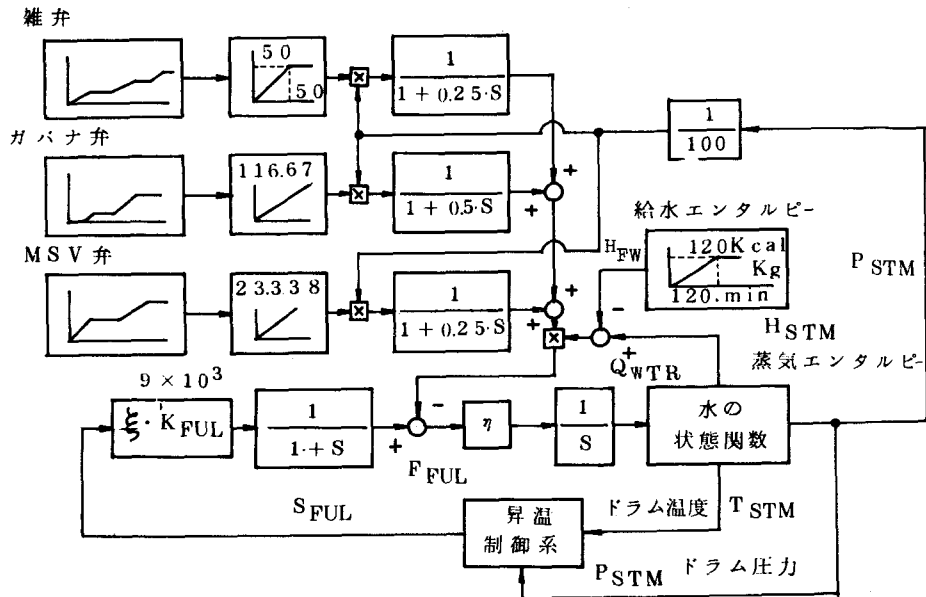 雑弁
50
50
1
1 + 0.25·S
ガバナ弁
116.67
1
1 + 0.5·S
1
100
+
+
MSV弁
23.338
1
1 + 0.25·S
+
+
給水エンタルピー
H_FW
120Kcal
Kg
120.min
P_STM
−
+
H_STM
蒸気エンタルピー
Q_WTR
9 × 10³
ξ · K_FUL
1
1 + S
−
+
F_FUL
η
1
S
水の
状態関数
S_FUL
昇温
制御系
ドラム温度 T_STM
P_STM ドラム圧力